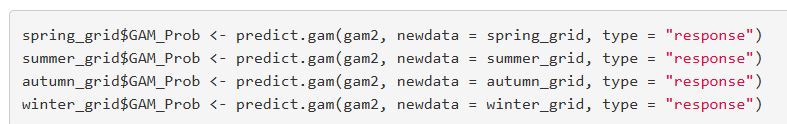 spring_grid$GAM_Prob <- predict.gam(gam2, newdata = spring_grid, type = "response")
summer_grid$GAM_Prob <- predict.gam(gam2, newdata = summer_grid, type = "response")
autumn_grid$GAM_Prob <- predict.gam(gam2, newdata = autumn_grid, type = "response")
winter_grid$GAM_Prob <- predict.gam(gam2, newdata = winter_grid, type = "response")